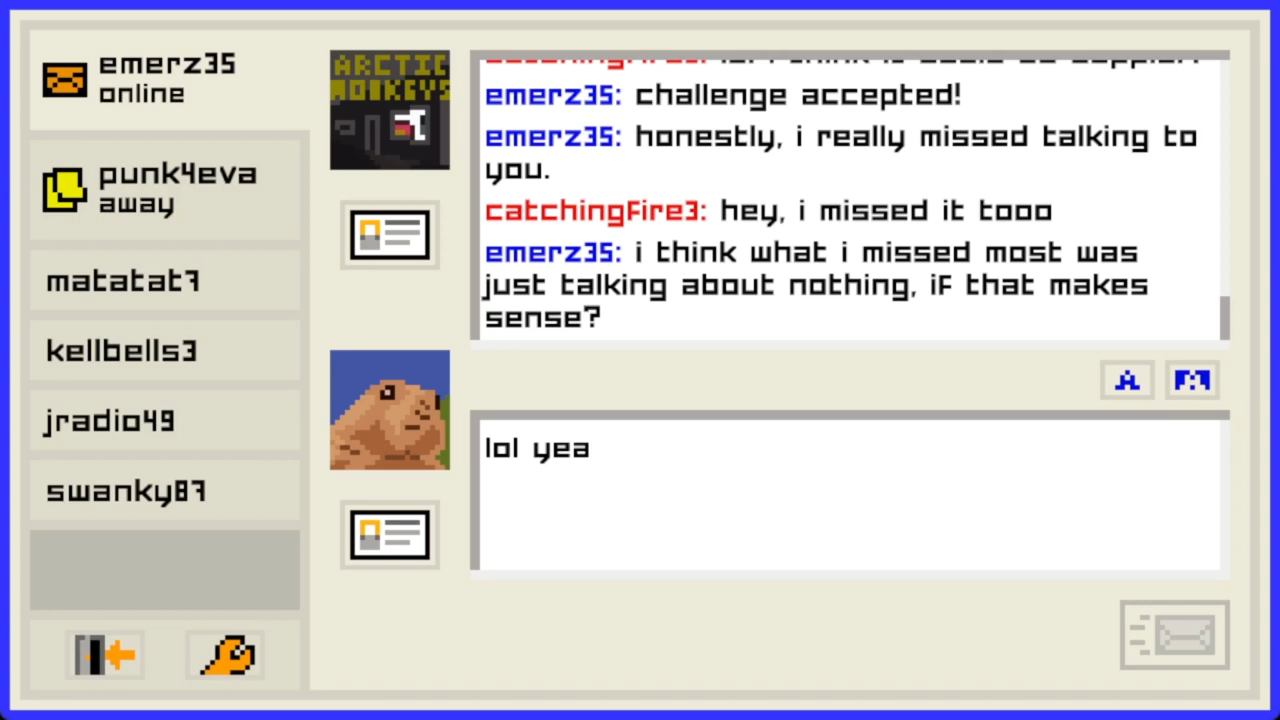 emerz35
online
punk4eva
away
matatat7
kellbells3
jradio49
swanky87
ARCTIC
MONKEYS
emerz35: challenge accepted!
emerz35: honestly, i really missed talking to
you.
catchingFire3: hey, i missed it tooo
emerz35: i think what i missed most was
just talking about nothing, if that makes
sense?
A
A
lol yea